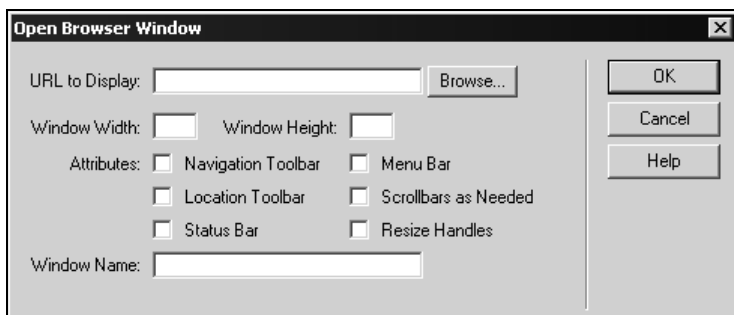 Open Browser Window
URL to Display: Browse... OK
Window Width: Window Height: Cancel
Attributes: Navigation Toolbar Menu Bar Help
Location Toolbar Scrollbars as Needed
Status Bar Resize Handles
Window Name: